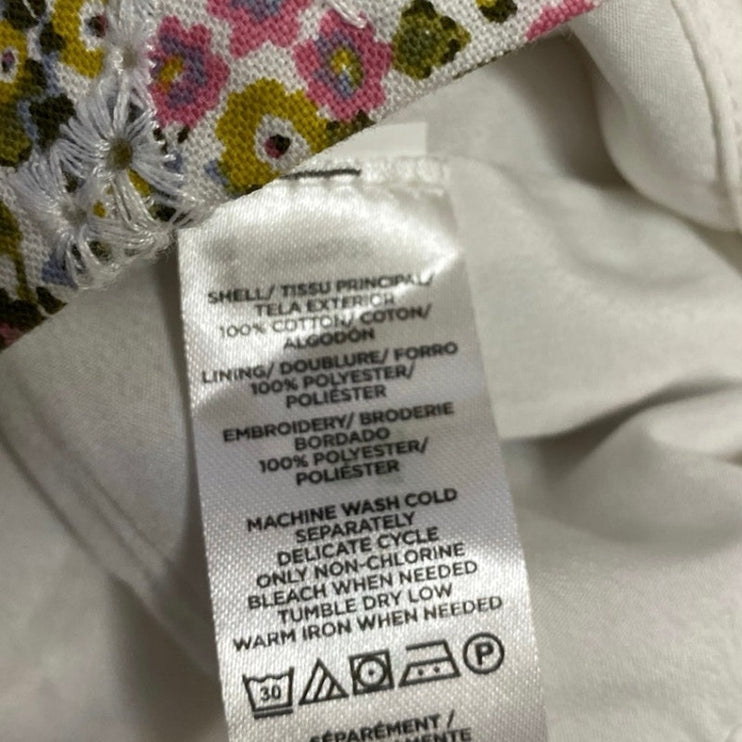 SHELL/ TISSU PRINCIPAL/
TELA EXTERIOR
100% COTTON/ COTON/
ALGODÓN
LINING/ DOUBLURE/ FORRO
100% POLYESTER/
POLIÉSTER
EMBROIDERY/ BRODERIE
BORDADO
100% POLYESTER/
POLIÉSTER
MACHINE WASH COLD
SEPARATELY
DELICATE CYCLE
ONLY NON-CHLORINE
BLEACH WHEN NEEDED
TUMBLE DRY LOW
WARM IRON WHEN NEEDED
30 P
SÉPARÉMENT /